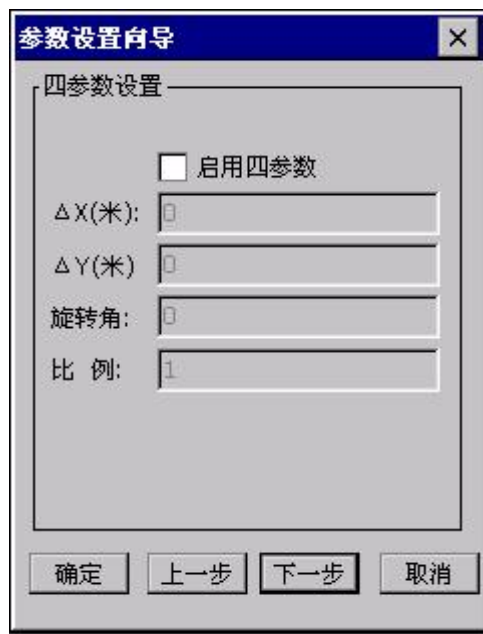 参数设置向导
四参数设置
启用四参数
ΔX(米): 0
ΔY(米) 0
旋转角: 0
比 例: 1
确定 上一步 下一步 取消